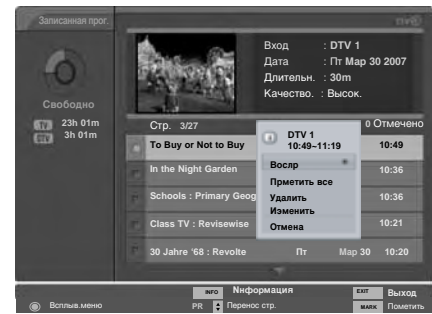 Записанная прог.
Вход : DTV 1
Дата : Пт Мар 30 2007
Длительн. : 30m
Качество. : Высок.
Свободно
TV 23h 01m
DTV 3h 01m
Стр. 3/27
0 Отмечено
To Buy or Not to Buy
10:49
In the Night Garden
10:36
Schools : Primary Geog
10:36
Class TV : Revisewise
10:21
30 Jahre '68 : Revolte Пт Мар 30 10:20
DTV 1
10:49~11:19
Воспр
Прметить все
Удалить
Изменить
Отмена
INFO Nнформация
EXIT Выход
Всплыв.меню
PR Перенос стр.
MARK Пометить